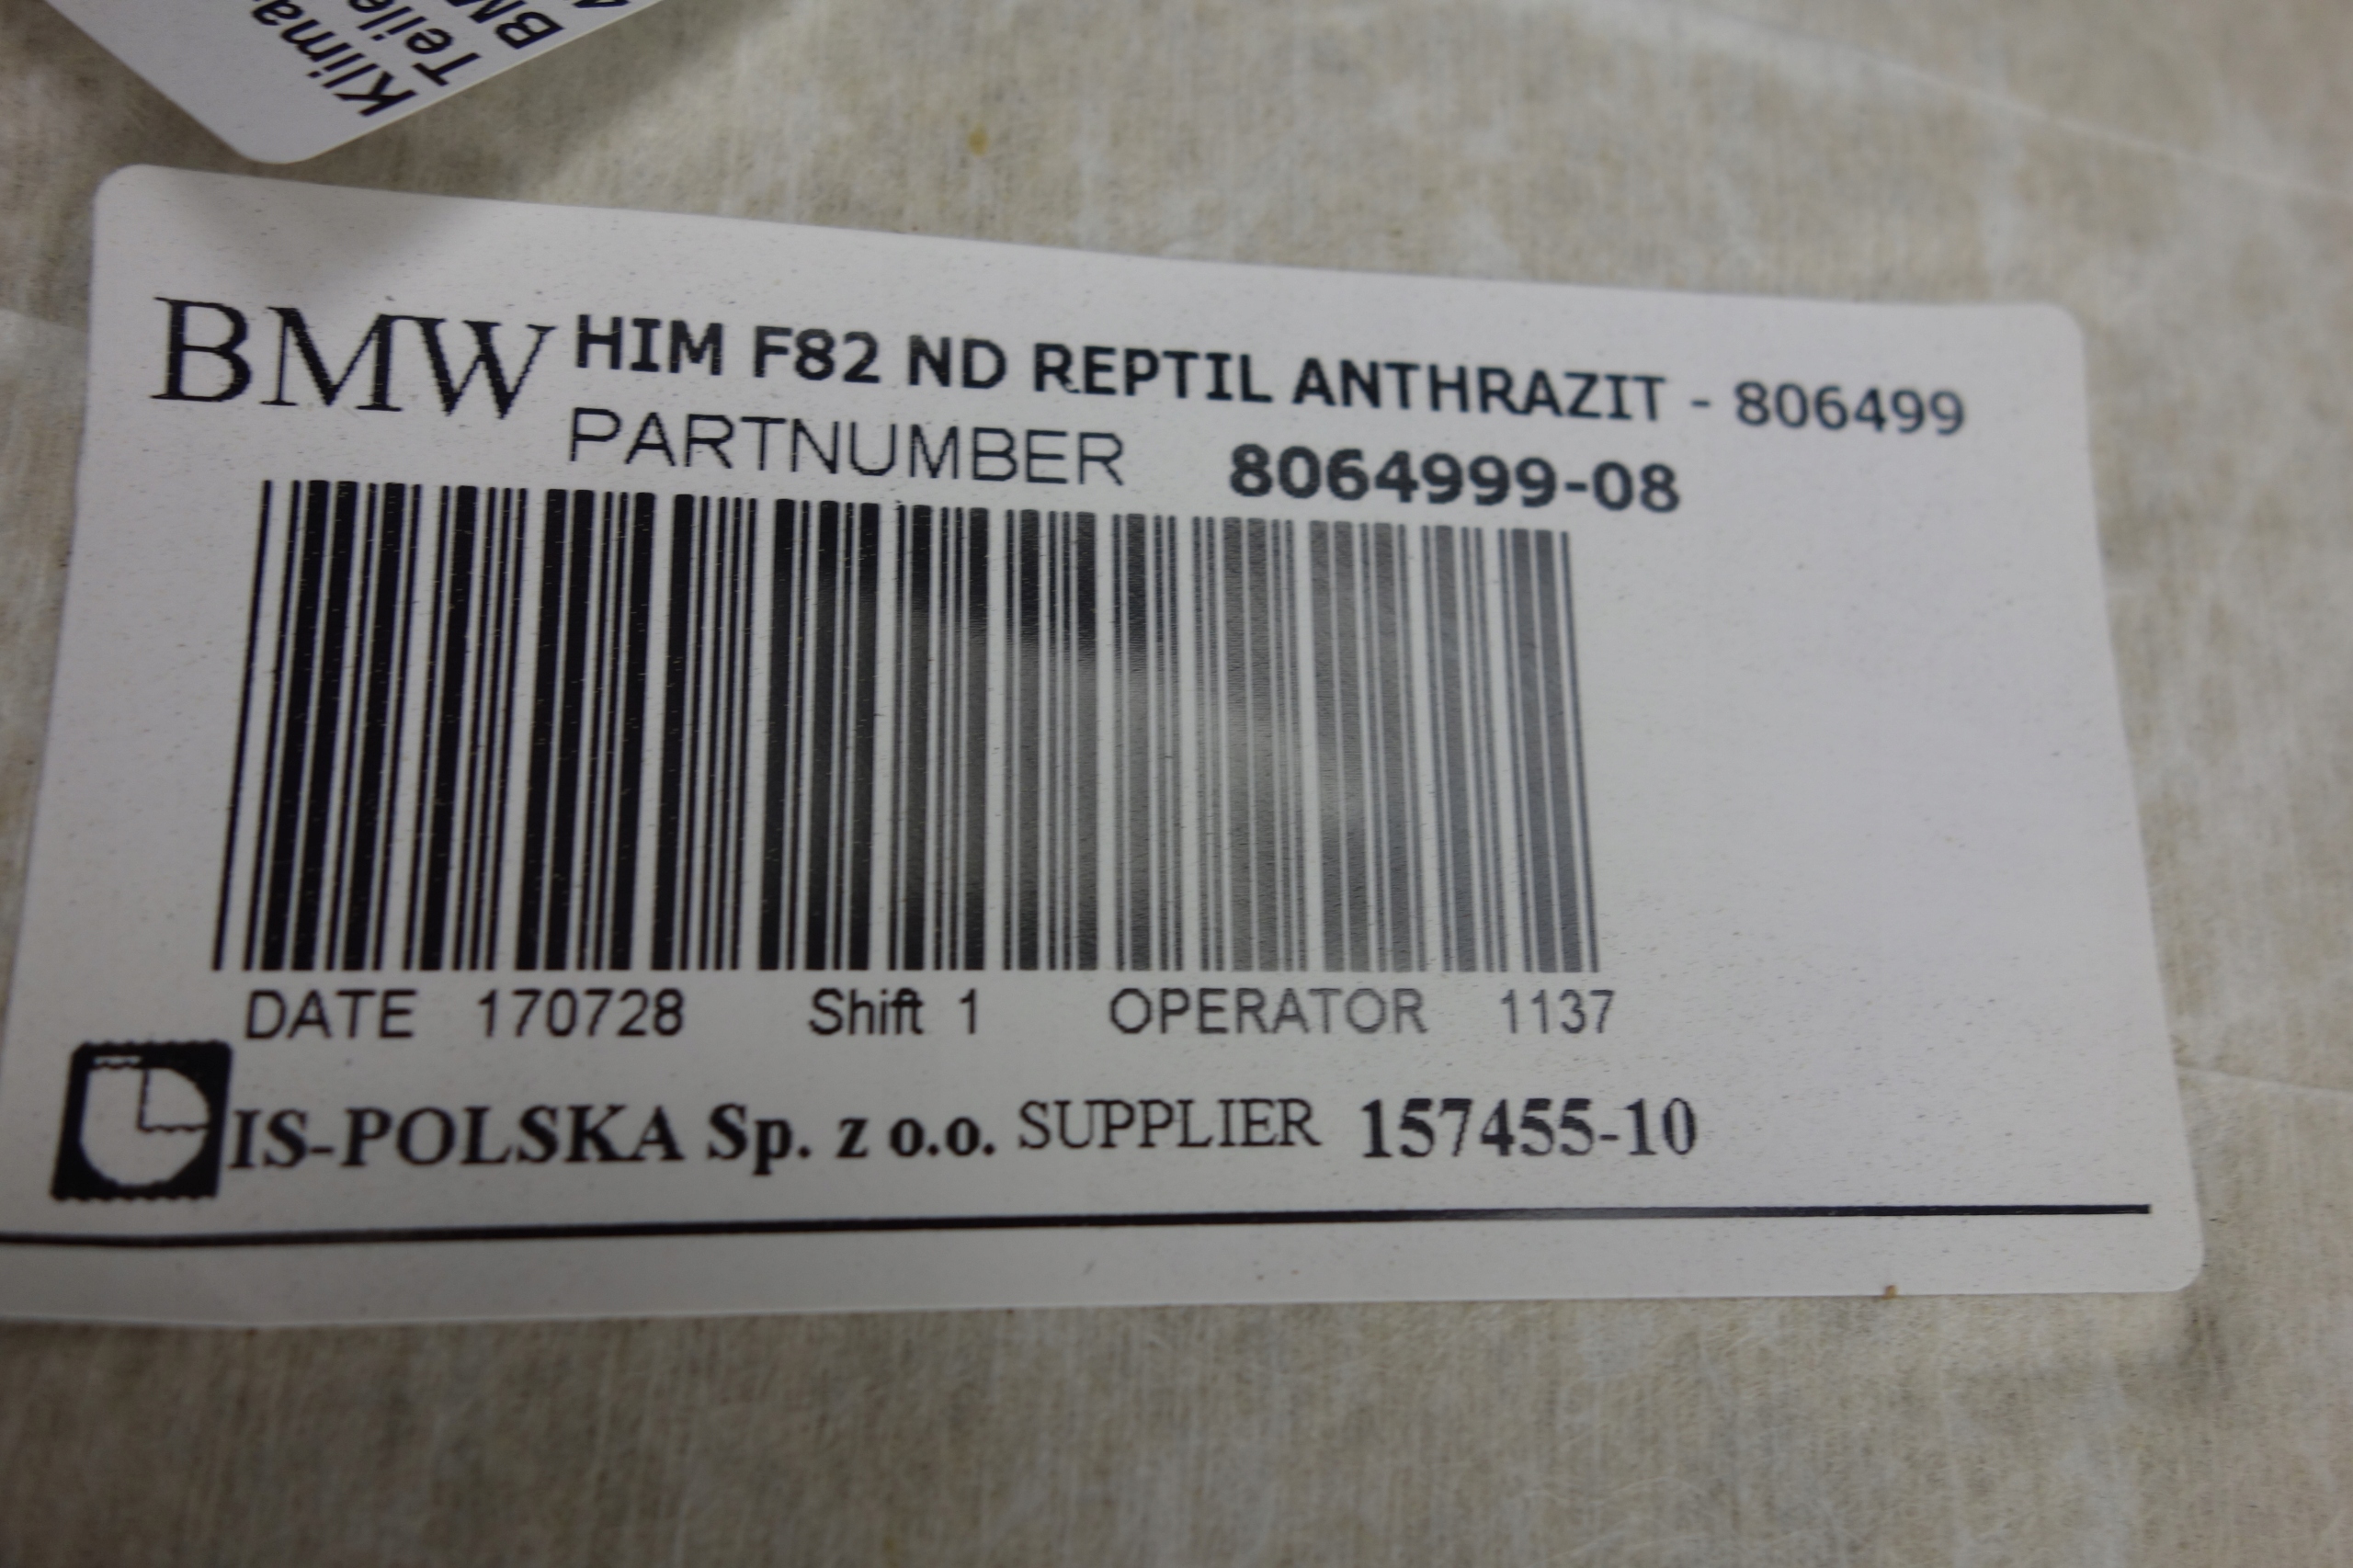 BMW HIM F82 ND REPTIL ANTHRAZIT - 806499
PARTNUMBER 8064999-08
DATE 170728 Shift 1 OPERATOR 1137
IS-POLSKA Sp. z o.o. SUPPLIER 157455-10